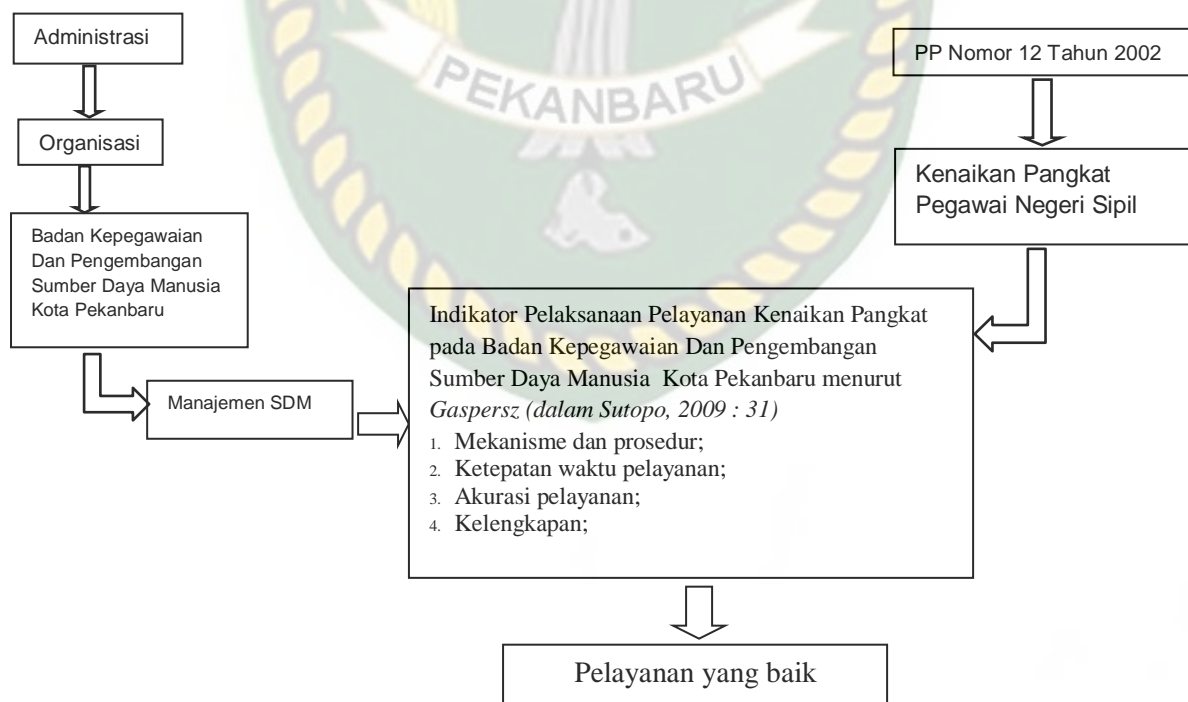 Administrasi
PP Nomor 12 Tahun 2002
PEKANBARU
Organisasi
Kenaikan Pangkat
Pegawai Negeri Sipil
Badan Kepegawaian
Dan Pengembangan
Sumber Daya Manusia
Kota Pekanbaru
Manajemen SDM
Indikator Pelaksanaan Pelayanan Kenaikan Pangkat
pada Badan Kepegawaian Dan Pengembangan
Sumber Daya Manusia Kota Pekanbaru menurut
Gaspersz (dalam Sutopo, 2009 : 31)
1. Mekanisme dan prosedur;
2. Ketepatan waktu pelayanan;
3. Akurasi pelayanan;
4. Kelengkapan;
Pelayanan yang baik